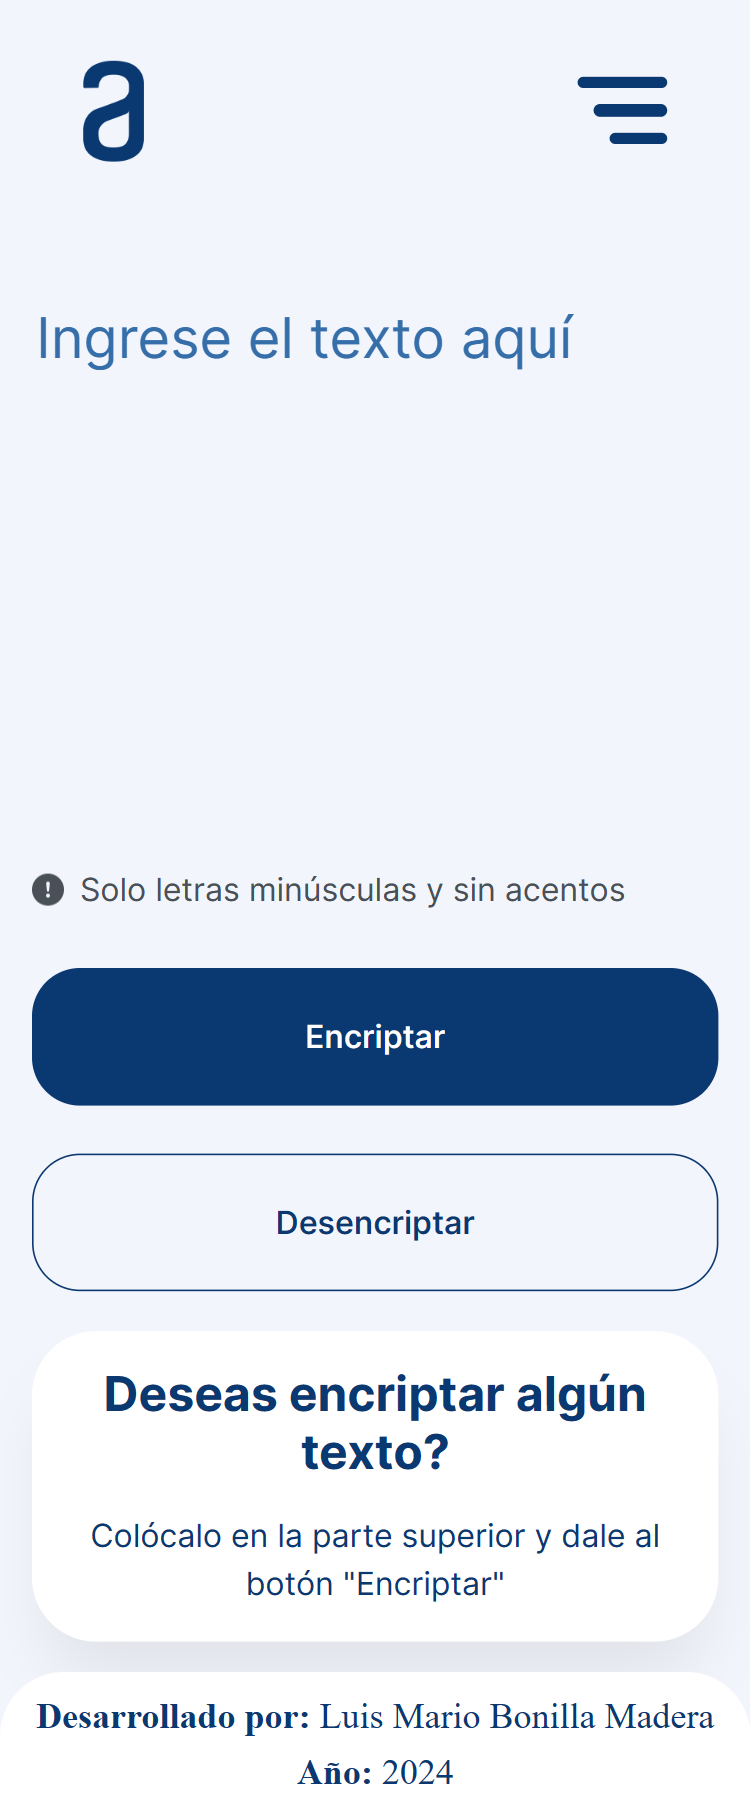 a
Ingrese el texto aquí
Solo letras minúsculas y sin acentos
Encriptar
Desencriptar
Deseas encriptar algún
texto?
Colócalo en la parte superior y dale al
botón "Encriptar"
Desarrollado por: Luis Mario Bonilla Madera
Año: 2024